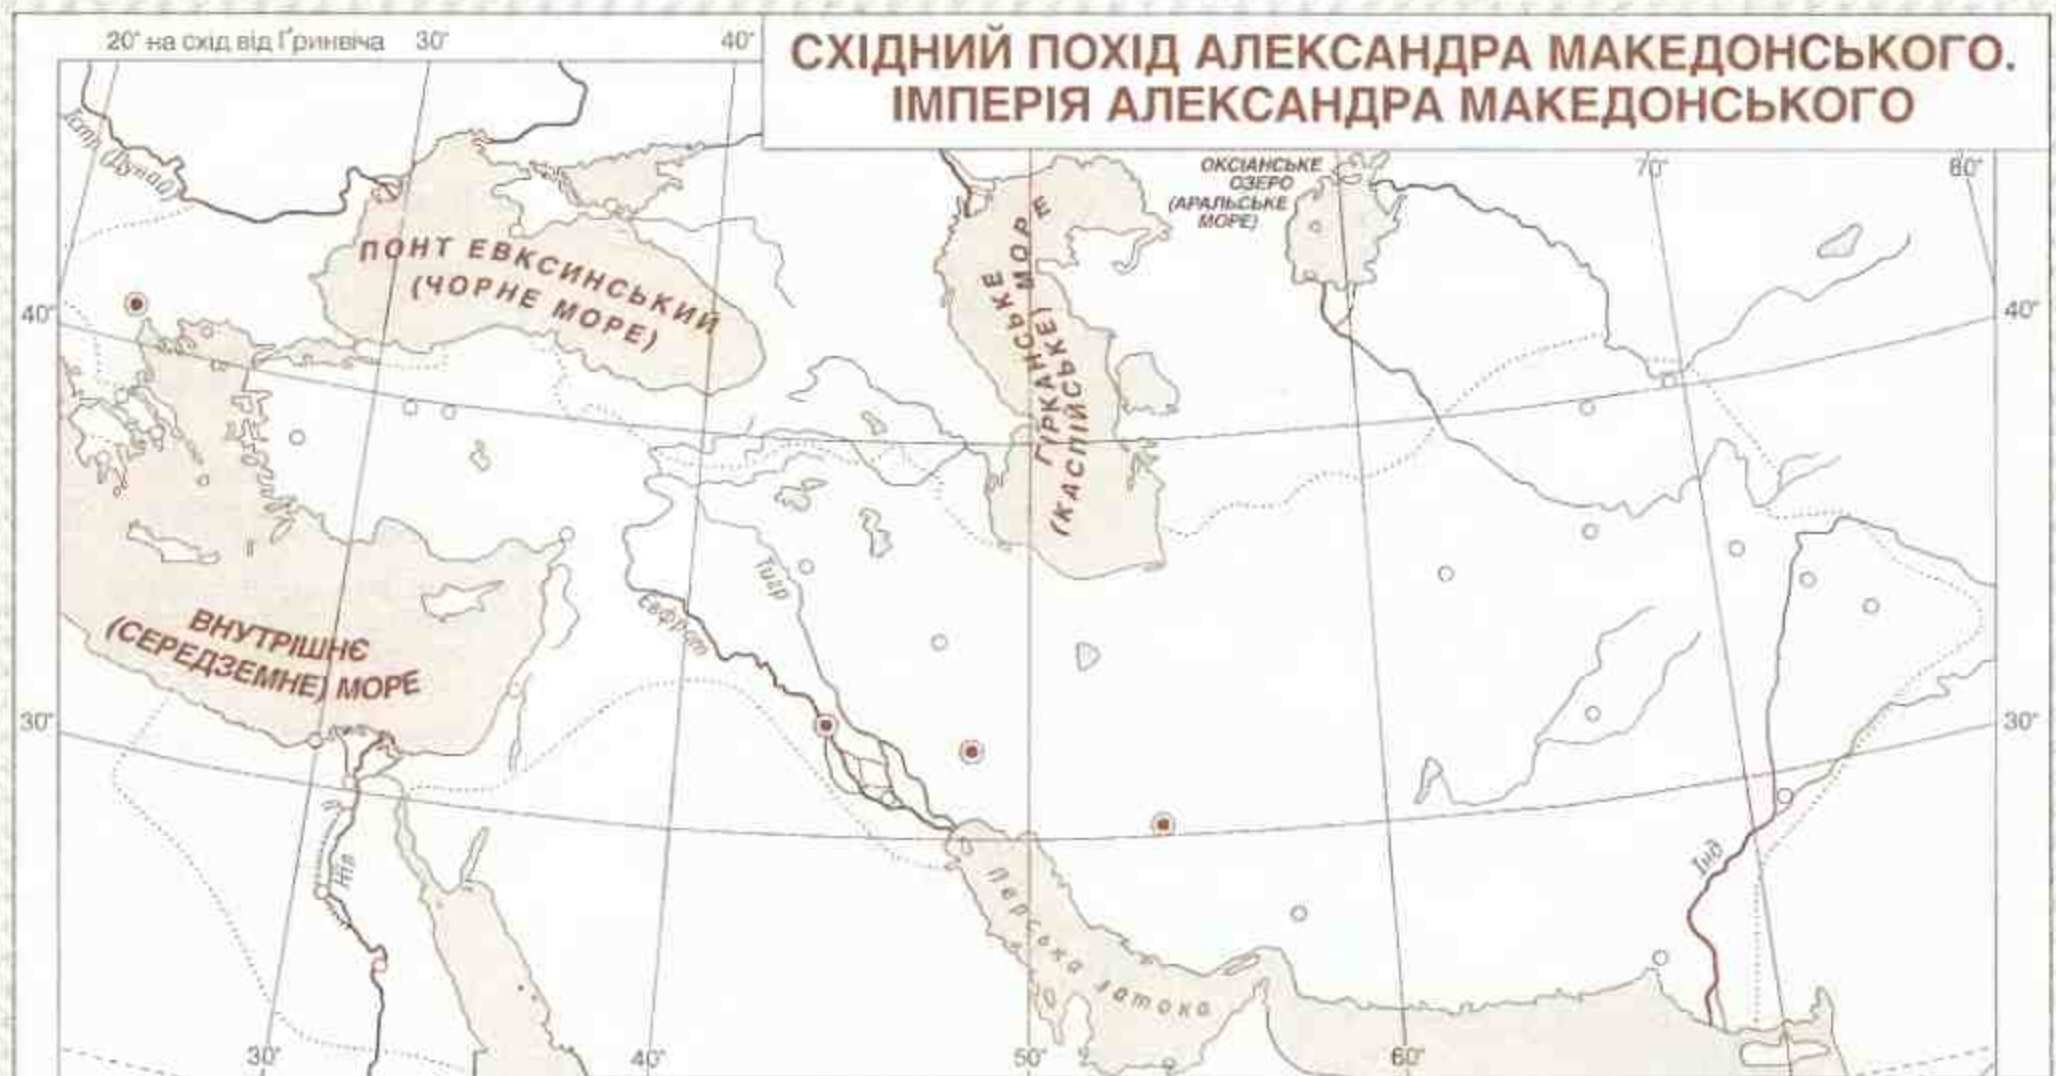 20° на схід від Ґринвіча
30°
40°
СХІДНИЙ ПОХІД АЛЕКСАНДРА МАКЕДОНСЬКОГО.
ІМПЕРІЯ АЛЕКСАНДРА МАКЕДОНСЬКОГО
Істр (Дунай)
ОКСІАНСЬКЕ
ОЗЕРО
(АРАЛЬСЬКЕ
МОРЕ)
70°
80°
ПОНТ ЕВКСИНСЬКИЙ
(ЧОРНЕ МОРЕ)
ГІРКАНСЬКЕ МОРЕ
(КАСПІЙСЬКЕ)
40°
40°
Тигр
Евфрат
ВНУТРІШНЄ
(СЕРЕДЗЕМНЕ) МОРЕ
30°
30°
Ніл
Інд
Перська затока
30°
40°
50°
60°